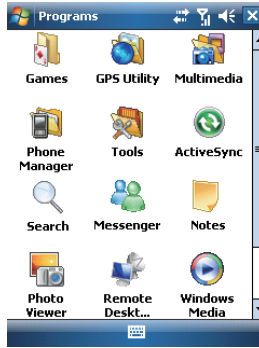 Programs
Games GPS Utility Multimedia
Phone Manager Tools ActiveSync
Search Messenger Notes
Photo Viewer Remote Deskt... Windows Media